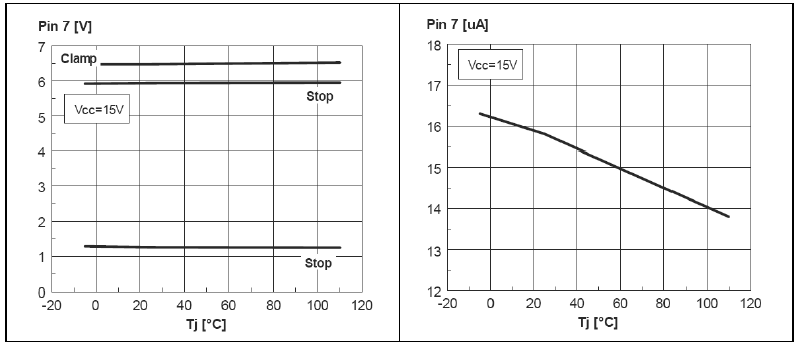 Pin 7 [V]
7
Clamp
6
Stop
Vcc=15V
5
4
3
2
1
Stop
0
-20 0 20 40 60 80 100 120
Tj [°C]
Pin 7 [uA]
18
Vcc=15V
17
16
15
14
13
12
-20 0 20 40 60 80 100 120
Tj [°C]